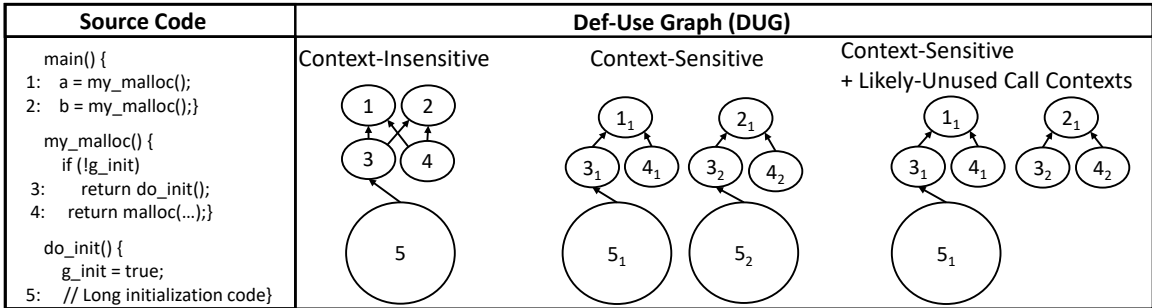 Source Code
Def-Use Graph (DUG)
main() {
1: a = my_malloc();
2: b = my_malloc();}
my_malloc() {
if (!g_init)
3: return do_init();
4: return malloc(…);}
do_init() {
g_init = true;
5: // Long initialization code}
Context-Insensitive
1 2
3 4
5
Context-Sensitive
1₁ 2₁
3₁ 4₁ 3₂ 4₂
5₁ 5₂
Context-Sensitive
+ Likely-Unused Call Contexts
1₁ 2₁
3₁ 4₁ 3₂ 4₂
5₁